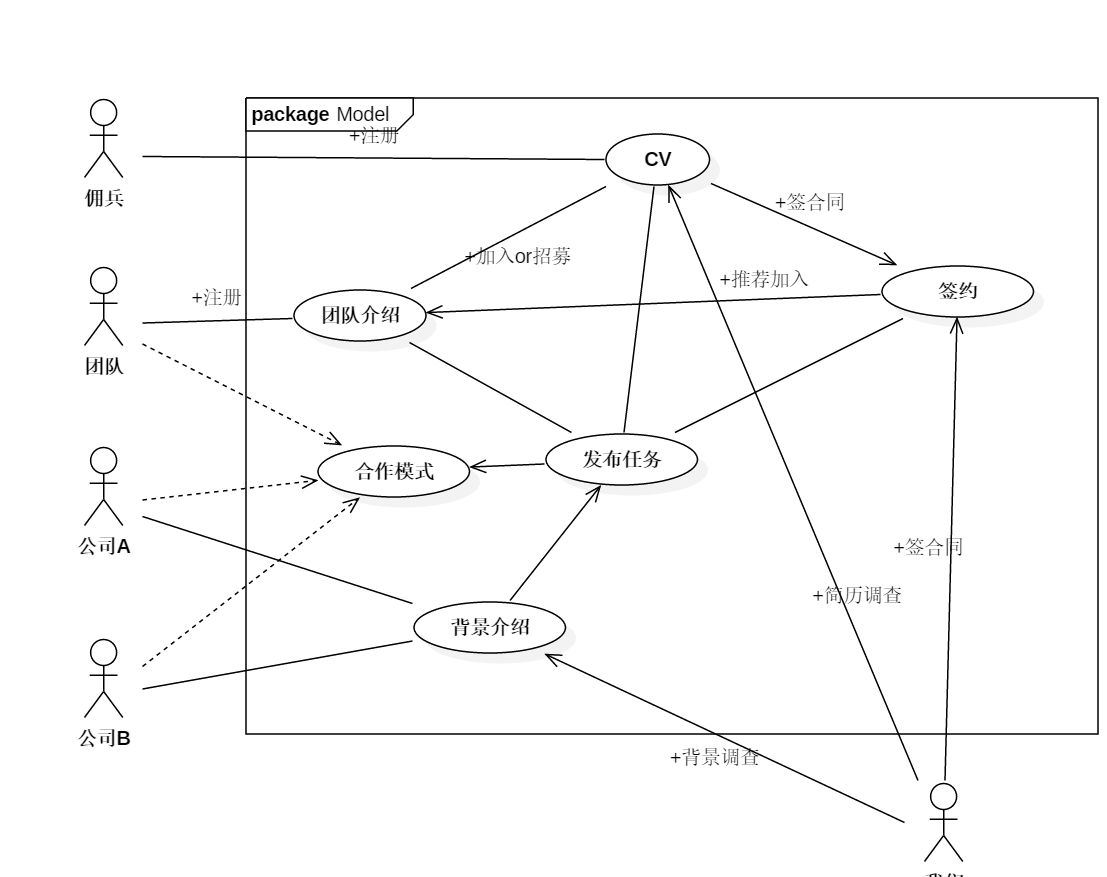 package Model
+注册
佣兵
CV
+签合同
+加入or招募
+推荐加入
+注册
团队介绍
签约
团队
合作模式
发布任务
公司A
+签合同
+简历调查
背景介绍
公司B
+背景调查